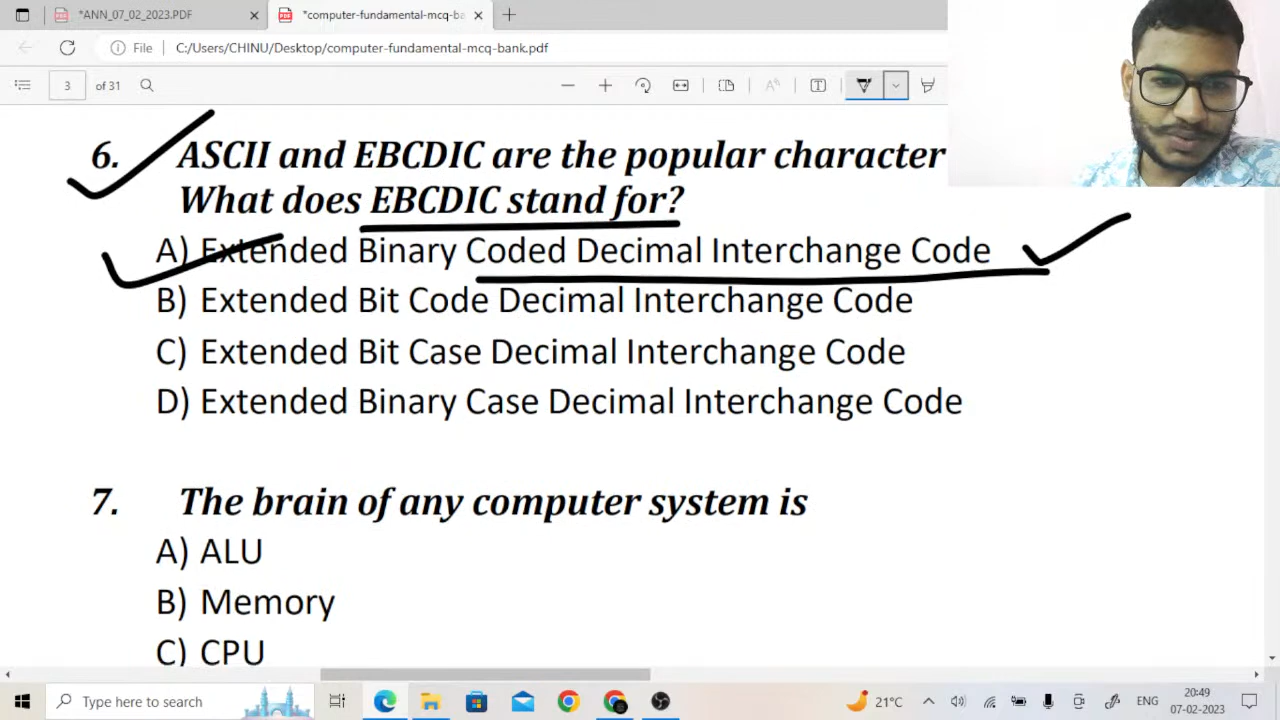 *ANN_07_02_2023.PDF
*computer-fundamental-mcq-ba
File C:/Users/CHINU/Desktop/computer-fundamental-mcq-bank.pdf
3 of 31
6. ASCII and EBCDIC are the popular character
What does EBCDIC stand for?
A) Extended Binary Coded Decimal Interchange Code
B) Extended Bit Code Decimal Interchange Code
C) Extended Bit Case Decimal Interchange Code
D) Extended Binary Case Decimal Interchange Code
7. The brain of any computer system is
A) ALU
B) Memory
C) CPU
Type here to search
21°C
ENG
20:49
07-02-2023